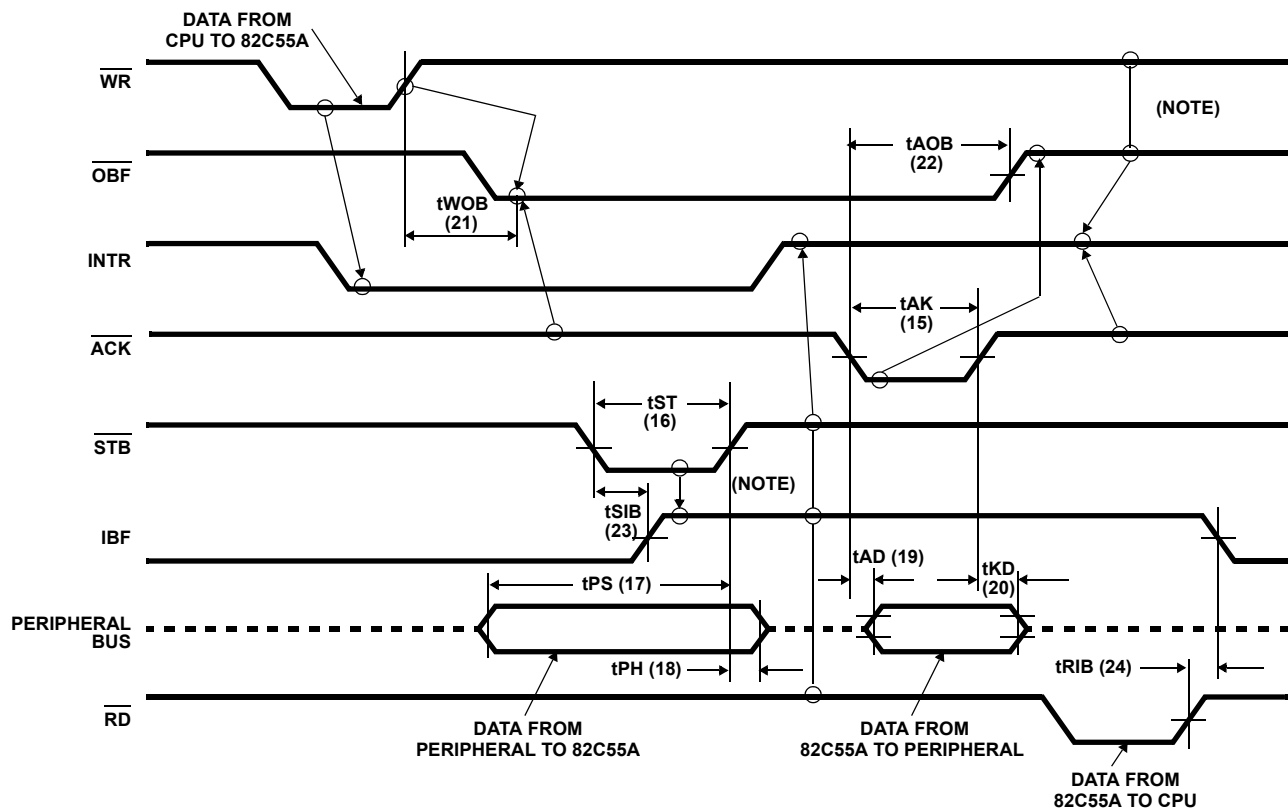 DATA FROM
CPU TO 82C55A
WR
(NOTE)
tAOB
(22)
OBF
tWOB
(21)
INTR
tAK
(15)
ACK
tST
(16)
STB
(NOTE)
tSIB
(23)
IBF
tAD (19)
tKD
(20)
tPS (17)
PERIPHERAL
BUS
tPH (18)
tRIB (24)
RD
DATA FROM
PERIPHERAL TO 82C55A
DATA FROM
82C55A TO PERIPHERAL
DATA FROM
82C55A TO CPU